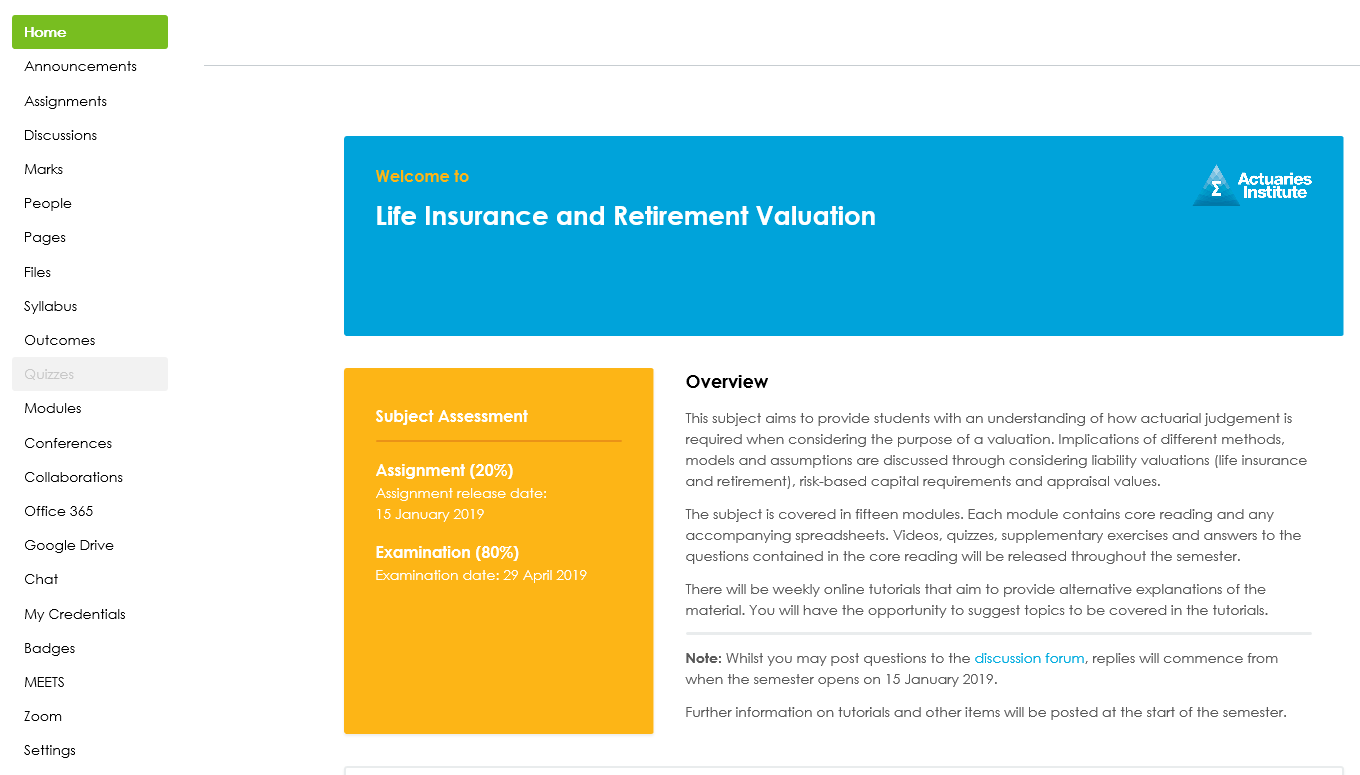 Home
Announcements
Assignments
Discussions
Marks
People
Pages
Files
Syllabus
Outcomes
Quizzes
Modules
Conferences
Collaborations
Office 365
Google Drive
Chat
My Credentials
Badges
MEETS
Zoom
Settings
Welcome to
Life Insurance and Retirement Valuation
Σ
Actuaries
Institute
Subject Assessment
Assignment (20%)
Assignment release date:
15 January 2019
Examination (80%)
Examination date: 29 April 2019
Overview
This subject aims to provide students with an understanding of how actuarial judgement is
required when considering the purpose of a valuation. Implications of different methods,
models and assumptions are discussed through considering liability valuations (life insurance
and retirement), risk-based capital requirements and appraisal values.
The subject is covered in fifteen modules. Each module contains core reading and any
accompanying spreadsheets. Videos, quizzes, supplementary exercises and answers to the
questions contained in the core reading will be released throughout the semester.
There will be weekly online tutorials that aim to provide alternative explanations of the
material. You will have the opportunity to suggest topics to be covered in the tutorials.
Note: Whilst you may post questions to the discussion forum, replies will commence from
when the semester opens on 15 January 2019.
Further information on tutorials and other items will be posted at the start of the semester.